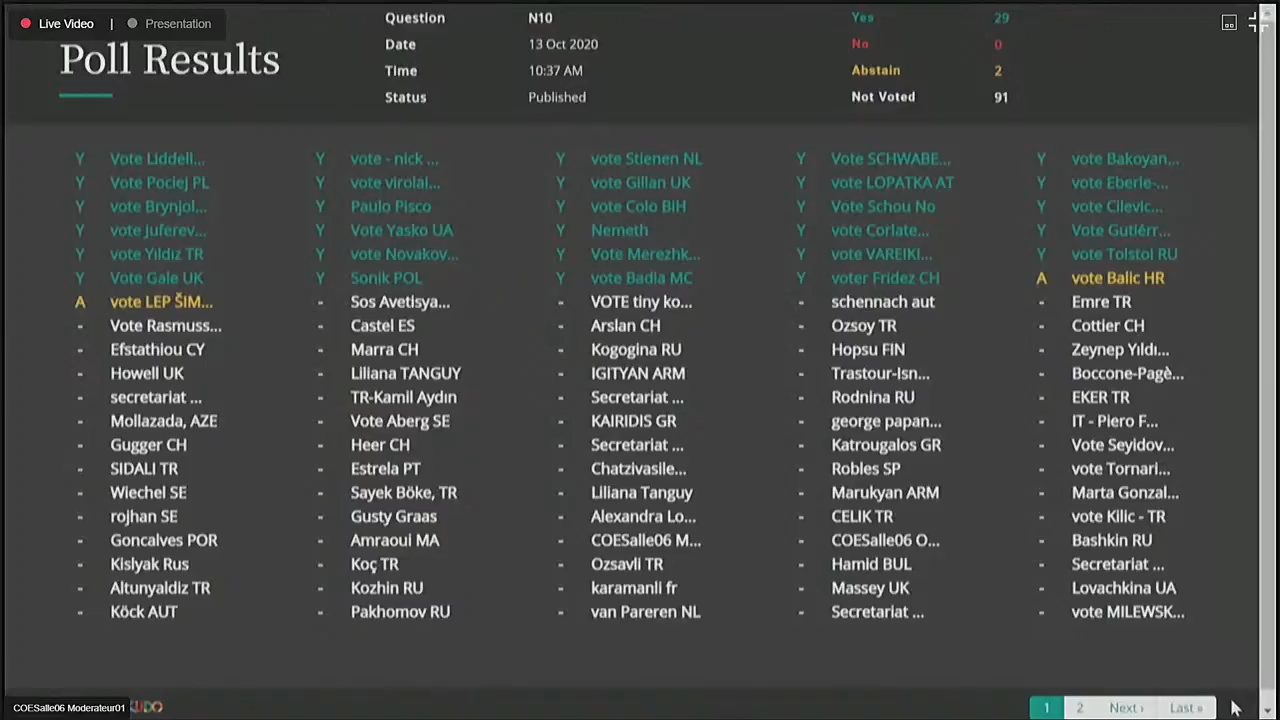 Live Video | Presentation
Poll Results
Question N10 Yes 29
Date 13 Oct 2020 No 0
Time 10:37 AM Abstain 2
Status Published Not Voted 91
Y Vote Liddell... Y vote - nick ... Y vote Stienen NL Y Vote SCHWABE... Y vote Bakoyan...
Y Vote Pociej PL Y vote virolai... Y vote Gillan UK Y vote LOPATKA AT Y vote Eberle-...
Y vote Brynjol... Y Paulo Pisco Y vote Colo BIH Y Vote Schou No Y vote Cilevic...
Y vote Juferev... Y Vote Yasko UA Y Nemeth Y vote Corlate... Y Vote Gutiérr...
Y vote Yıldız TR Y vote Novakov... Y Vote Merezhk... Y vote VAREIKI... Y vote Tolstoi RU
Y Vote Gale UK Y Sonik POL Y vote Badia MC Y voter Fridez CH A vote Balic HR
A vote LEP ŠIM... - Sos Avetisya... - VOTE tiny ko... - schennach aut - Emre TR
- Vote Rasmuss... - Castel ES - Arslan CH - Ozsoy TR - Cottier CH
- Efstathiou CY - Marra CH - Kogogina RU - Hopsu FIN - Zeynep Yıldı...
- Howell UK - Liliana TANGUY - IGITYAN ARM - Trastour-Isn... - Boccone-Pagè...
- secretariat ... - TR-Kamil Aydın - Secretariat ... - Rodnina RU - EKER TR
- Mollazada, AZE - Vote Aberg SE - KAIRIDIS GR - george papan... - IT - Piero F...
- Gugger CH - Heer CH - Secretariat ... - Katrougalos GR - Vote Seyidov...
- SIDALI TR - Estrela PT - Chatzivasile... - Robles SP - vote Tornari...
- Wiechel SE - Sayek Böke, TR - Liliana Tanguy - Marukyan ARM - Marta Gonzal...
- rojhan SE - Gusty Graas - Alexandra Lo... - CELIK TR - vote Kilic - TR
- Goncalves POR - Amraoui MA - COESalle06 M... - COESalle06 O... - Bashkin RU
- Kislyak Rus - Koç TR - Ozsavli TR - Hamid BUL - Secretariat ...
- Altunyaldiz TR - Kozhin RU - karamanli fr - Massey UK - Lovachkina UA
- Köck AUT - Pakhomov RU - van Pareren NL - Secretariat ... - vote MILEWSK...
COESalle06 Moderateur01 1 2 Next › Last »